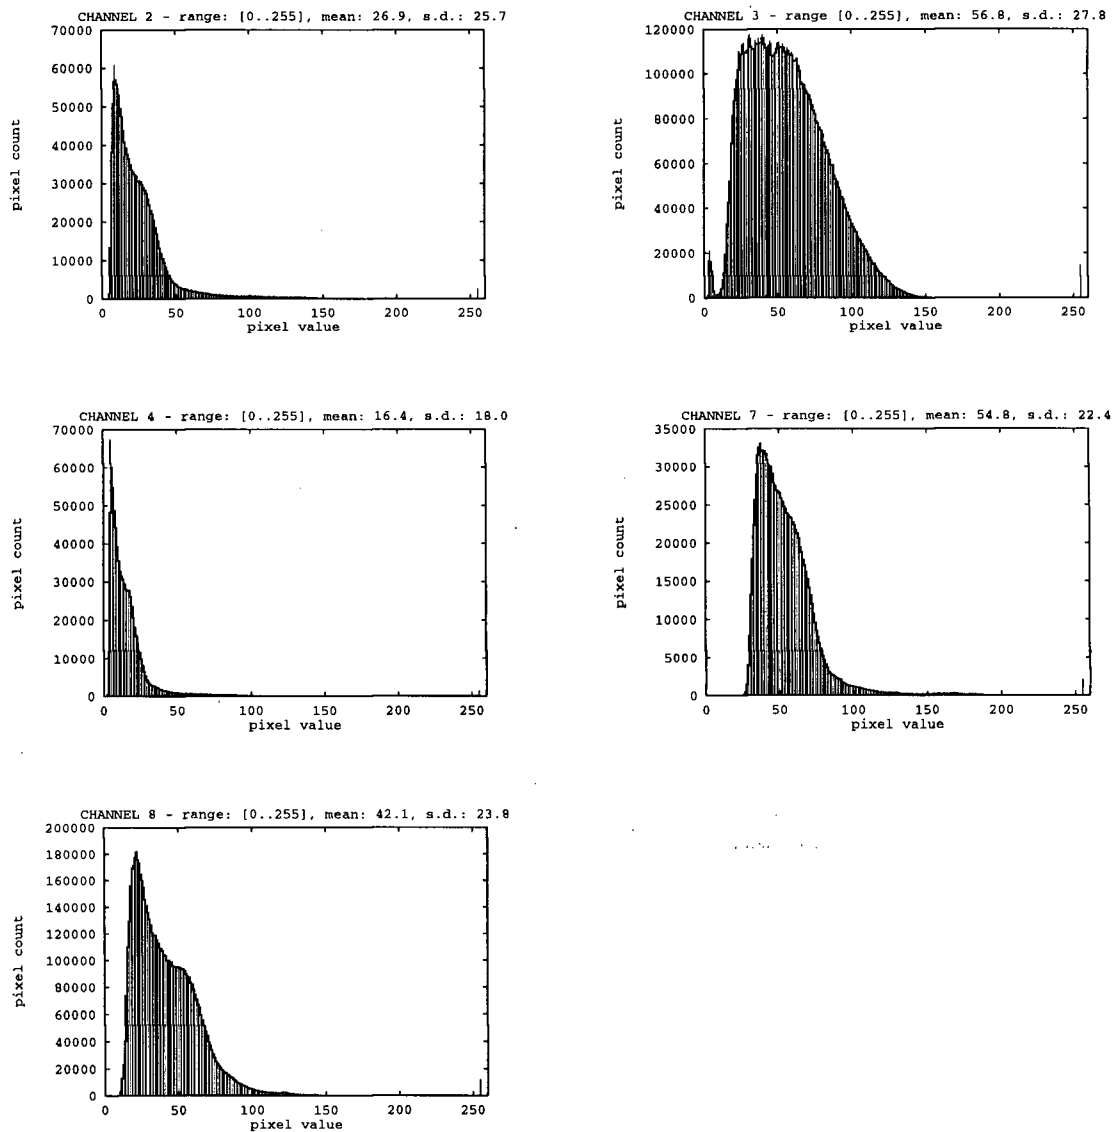 CHANNEL 2 - range: [0..255], mean: 26.9, s.d.: 25.7
70000
60000
50000
40000
30000
20000
10000
0
pixel count
0 50 100 150 200 250
pixel value
CHANNEL 3 - range [0..255], mean: 56.8, s.d.: 27.8
120000
100000
80000
60000
40000
20000
0
pixel count
0 50 100 150 200 250
pixel value
CHANNEL 4 - range: [0..255], mean: 16.4, s.d.: 18.0
70000
60000
50000
40000
30000
20000
10000
0
pixel count
0 50 100 150 200 250
pixel value
CHANNEL 7 - range: [0..255], mean: 54.8, s.d.: 22.4
35000
30000
25000
20000
15000
10000
5000
0
pixel count
0 50 100 150 200 250
pixel value
CHANNEL 8 - range: [0..255], mean: 42.1, s.d.: 23.8
200000
180000
160000
140000
120000
100000
80000
60000
40000
20000
0
pixel count
0 50 100 150 200 250
pixel value